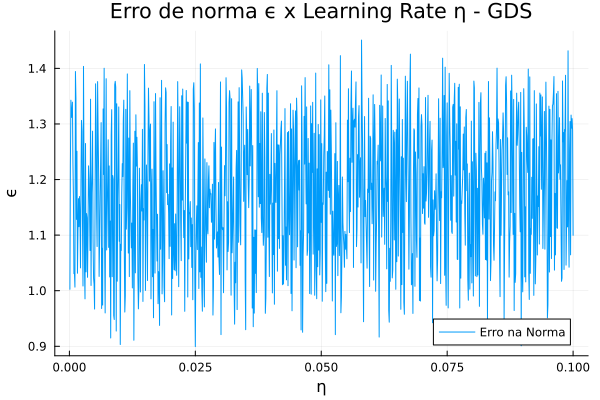 Erro de norma ϵ x Learning Rate η - GDS
ϵ
1.4
1.3
1.2
1.1
1.0
0.9
Erro na Norma
0.000
0.025
0.050
0.075
0.100
η